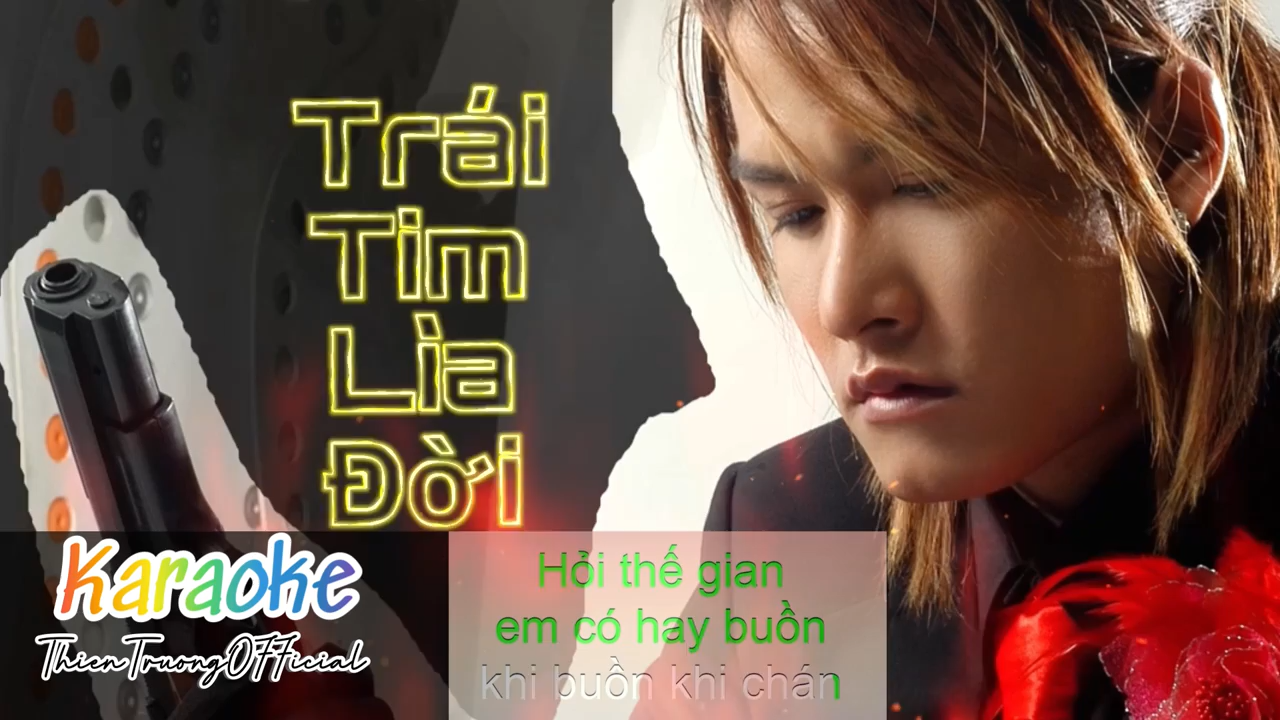 Trái
Tim
Lìa
Đời
Karaoke
ThienTruongOFFicial
Hỏi thế gian
em có hay buồn
khi buồn khi chán